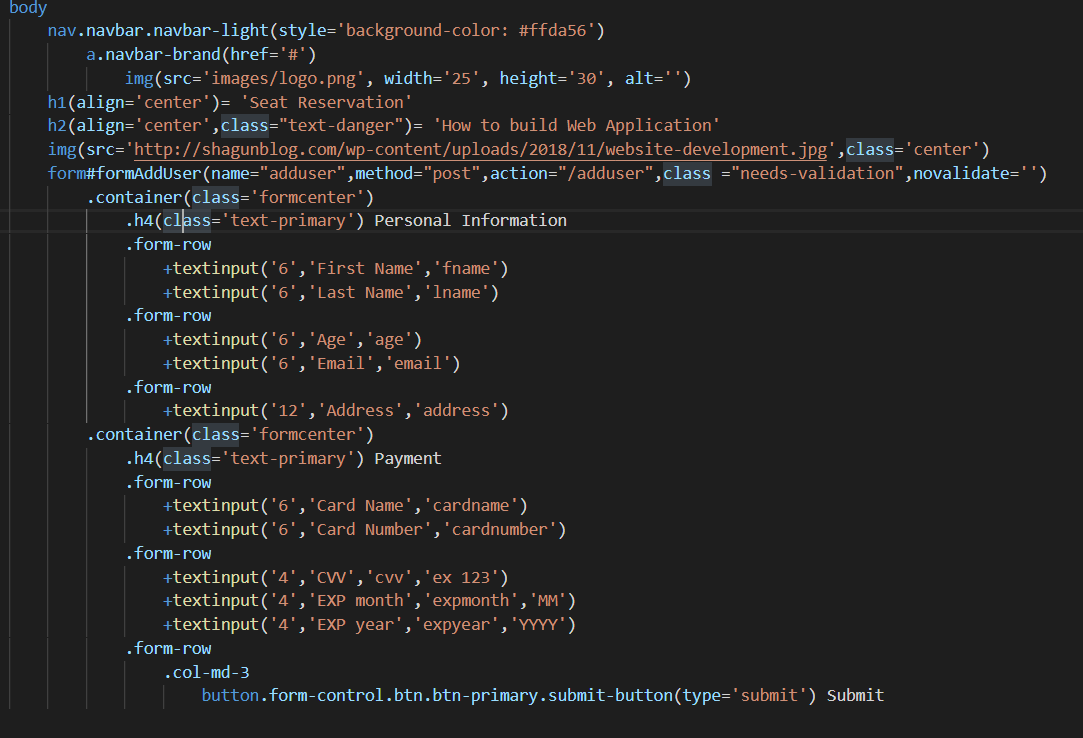 body
nav.navbar.navbar-light(style='background-color: #ffda56')
a.navbar-brand(href='#')
img(src='images/logo.png', width='25', height='30', alt='')
h1(align='center')= 'Seat Reservation'
h2(align='center',class="text-danger")= 'How to build Web Application'
img(src='http://shagunblog.com/wp-content/uploads/2018/11/website-development.jpg',class='center')
form#formAddUser(name="adduser",method="post",action="/adduser",class ="needs-validation",novalidate='')
.container(class='formcenter')
.h4(class='text-primary') Personal Information
.form-row
+textinput('6','First Name','fname')
+textinput('6','Last Name','lname')
.form-row
+textinput('6','Age','age')
+textinput('6','Email','email')
.form-row
+textinput('12','Address','address')
.container(class='formcenter')
.h4(class='text-primary') Payment
.form-row
+textinput('6','Card Name','cardname')
+textinput('6','Card Number','cardnumber')
.form-row
+textinput('4','CVV','cvv','ex 123')
+textinput('4','EXP month','expmonth','MM')
+textinput('4','EXP year','expyear','YYYY')
.form-row
.col-md-3
button.form-control.btn.btn-primary.submit-button(type='submit') Submit